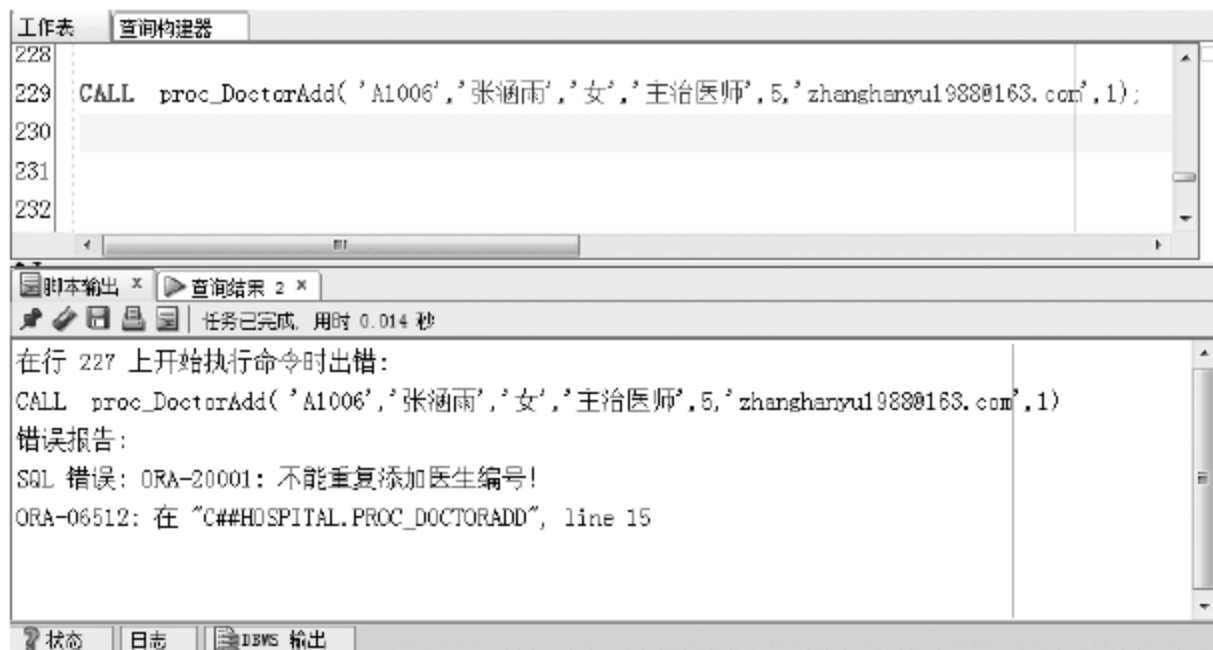 工作表 查询构建器
228
229 CALL proc_DoctorAdd( 'A1006','张涵雨','女','主治医师',5,'zhanghanyu1988@163.com',1);
230
231
232
脚本输出 × 查询结果 2 ×
任务已完成, 用时 0.014 秒
在行 227 上开始执行命令时出错:
CALL proc_DoctorAdd( 'A1006','张涵雨','女','主治医师',5,'zhanghanyu1988@163.com',1)
错误报告:
SQL 错误: ORA-20001: 不能重复添加医生编号!
ORA-06512: 在 "C##HOSPITAL.PROC_DOCTORADD", line 15
状态 日志 DBMS 输出